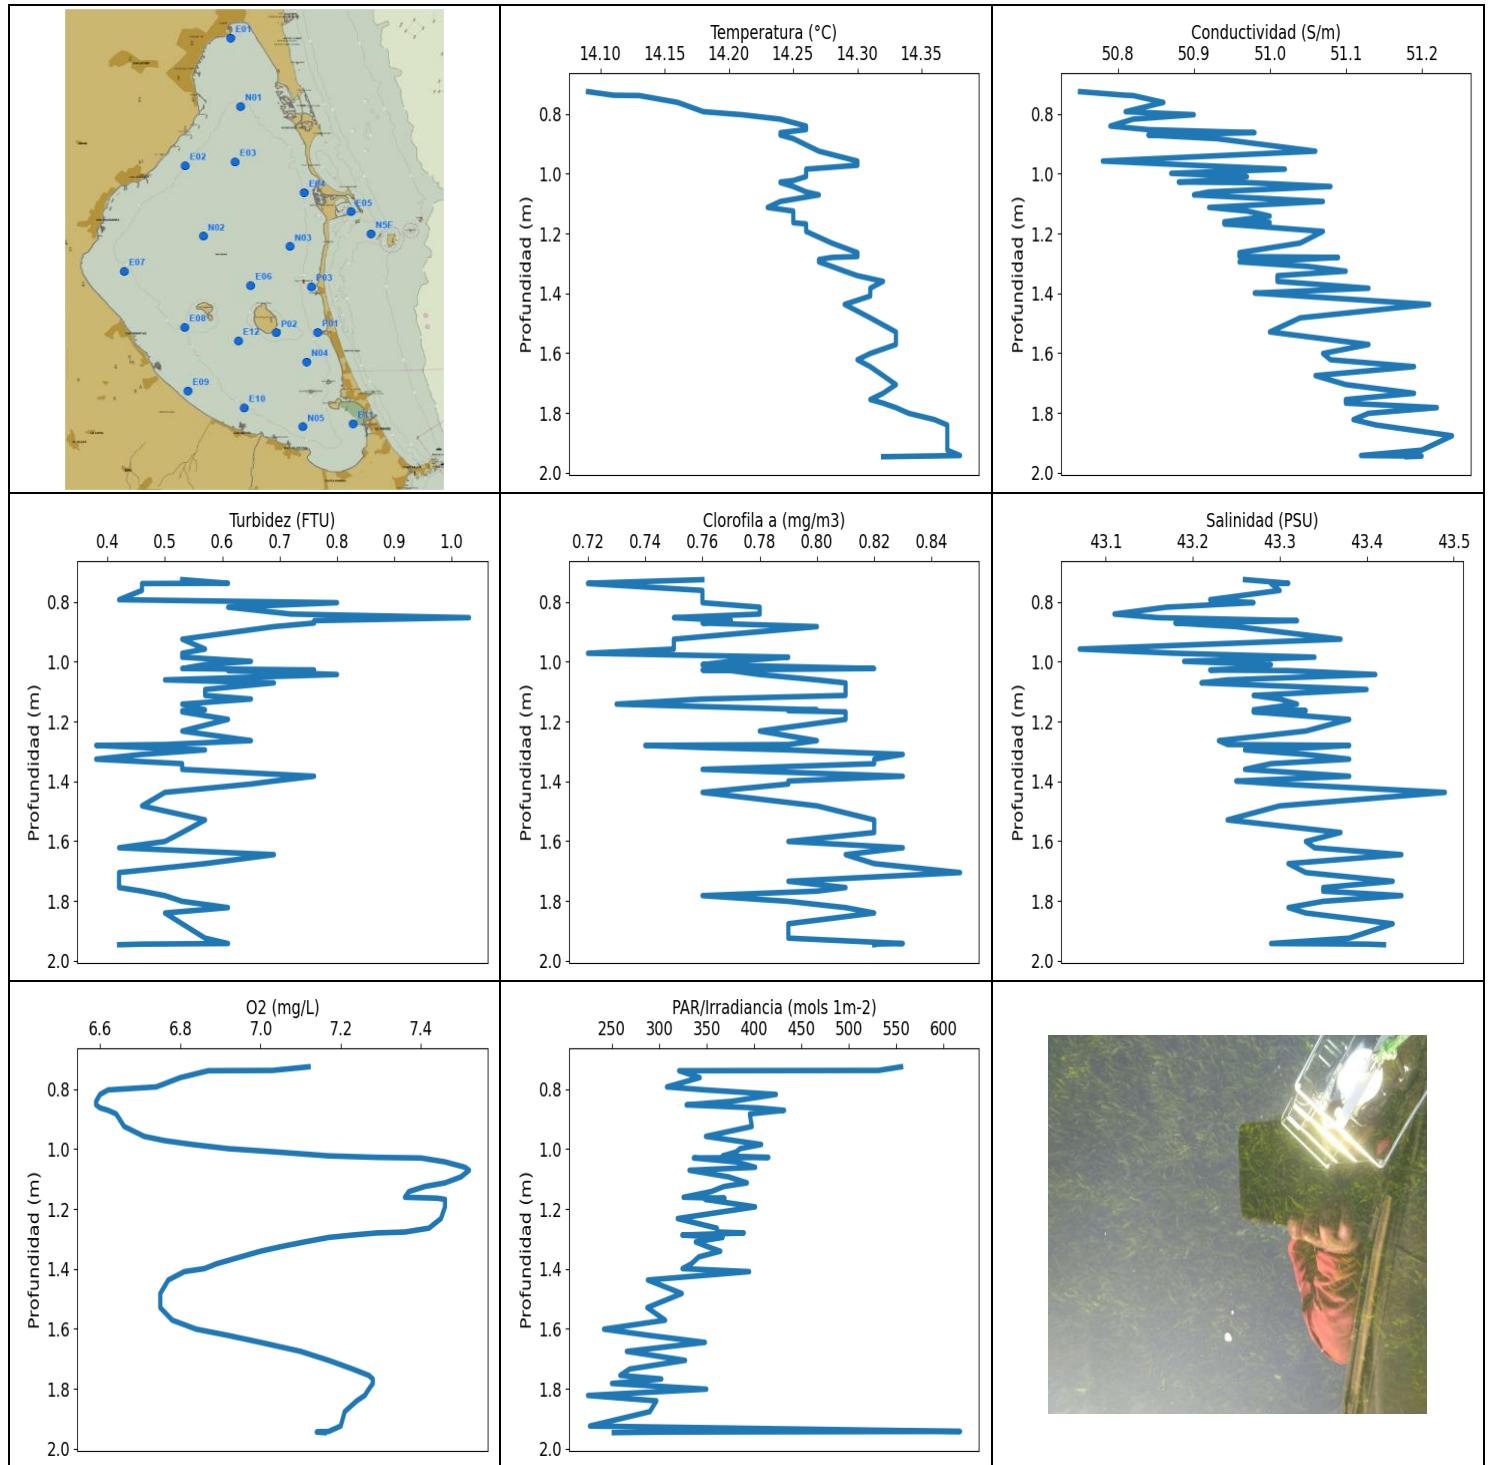 E01
N01
E02
E03
E04
E05
N5F
N02
N03
E07
E06
P03
E08
P02
P01
E12
N04
E09
E10
N05
E11
Temperatura (°C)
14.10 14.15 14.20 14.25 14.30 14.35
Profundidad (m)
0.8
1.0
1.2
1.4
1.6
1.8
2.0
Conductividad (S/m)
50.8 50.9 51.0 51.1 51.2
Profundidad (m)
0.8
1.0
1.2
1.4
1.6
1.8
2.0
Turbidez (FTU)
0.4 0.5 0.6 0.7 0.8 0.9 1.0
Profundidad (m)
0.8
1.0
1.2
1.4
1.6
1.8
2.0
Clorofila a (mg/m3)
0.72 0.74 0.76 0.78 0.80 0.82 0.84
Profundidad (m)
0.8
1.0
1.2
1.4
1.6
1.8
2.0
Salinidad (PSU)
43.1 43.2 43.3 43.4 43.5
Profundidad (m)
0.8
1.0
1.2
1.4
1.6
1.8
2.0
O2 (mg/L)
6.6 6.8 7.0 7.2 7.4
Profundidad (m)
0.8
1.0
1.2
1.4
1.6
1.8
2.0
PAR/Irradiancia (mols 1m-2)
250 300 350 400 450 500 550 600
Profundidad (m)
0.8
1.0
1.2
1.4
1.6
1.8
2.0